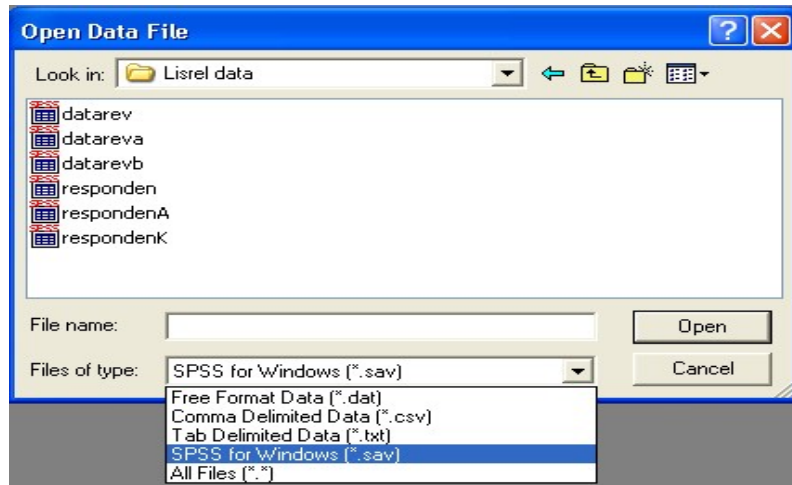 Open Data File
Look in: Lisrel data
datarev
datareva
datarevb
responden
respondenA
respondenK
File name:
Open
Files of type: SPSS for Windows (*.sav)
Cancel
Free Format Data (*.dat)
Comma Delimited Data (*.csv)
Tab Delimited Data (*.txt)
SPSS for Windows (*.sav)
All Files (*.*)